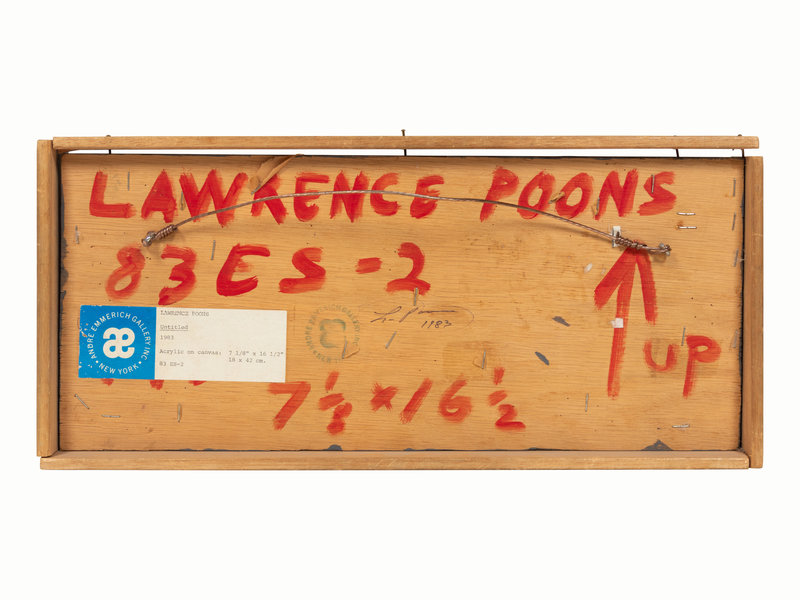 LAWRENCE POONS
83ES-2
UP
7 1/8 x 16 1/2
1983
ANDRÉ EMMERICH GALLERY INC.
NEW YORK
æ
LAWRENCE POONS
Untitled
1983
Acrylic on canvas: 7 1/8" x 16 1/2"
18 x 42 cm.
83 ES-2